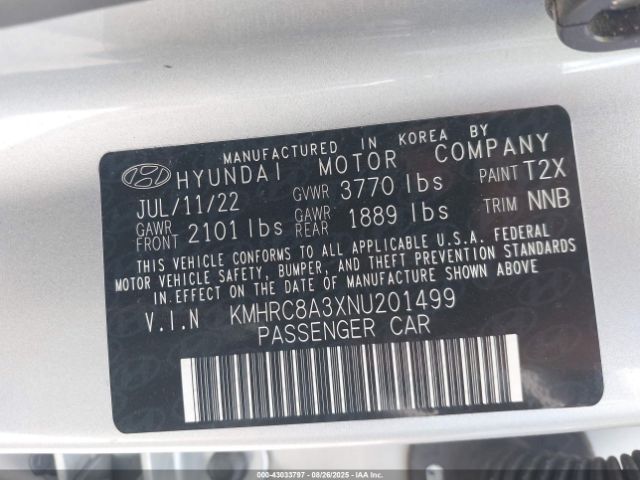 MANUFACTURED IN KOREA BY
HYUNDAI MOTOR COMPANY
JUL/11/22 GVWR 3770 lbs PAINT T2X
GAWR FRONT 2101 lbs GAWR REAR 1889 lbs TRIM NNB
THIS VEHICLE CONFORMS TO ALL APPLICABLE U.S.A. FEDERAL
MOTOR VEHICLE SAFETY, BUMPER, AND THEFT PREVENTION STANDARDS
IN EFFECT ON THE DATE OF MANUFACTURE SHOWN ABOVE
V.I.N KMHRC8A3XNU201499
PASSENGER CAR
000-43033797 - 08/26/2025 - IAAI.COM